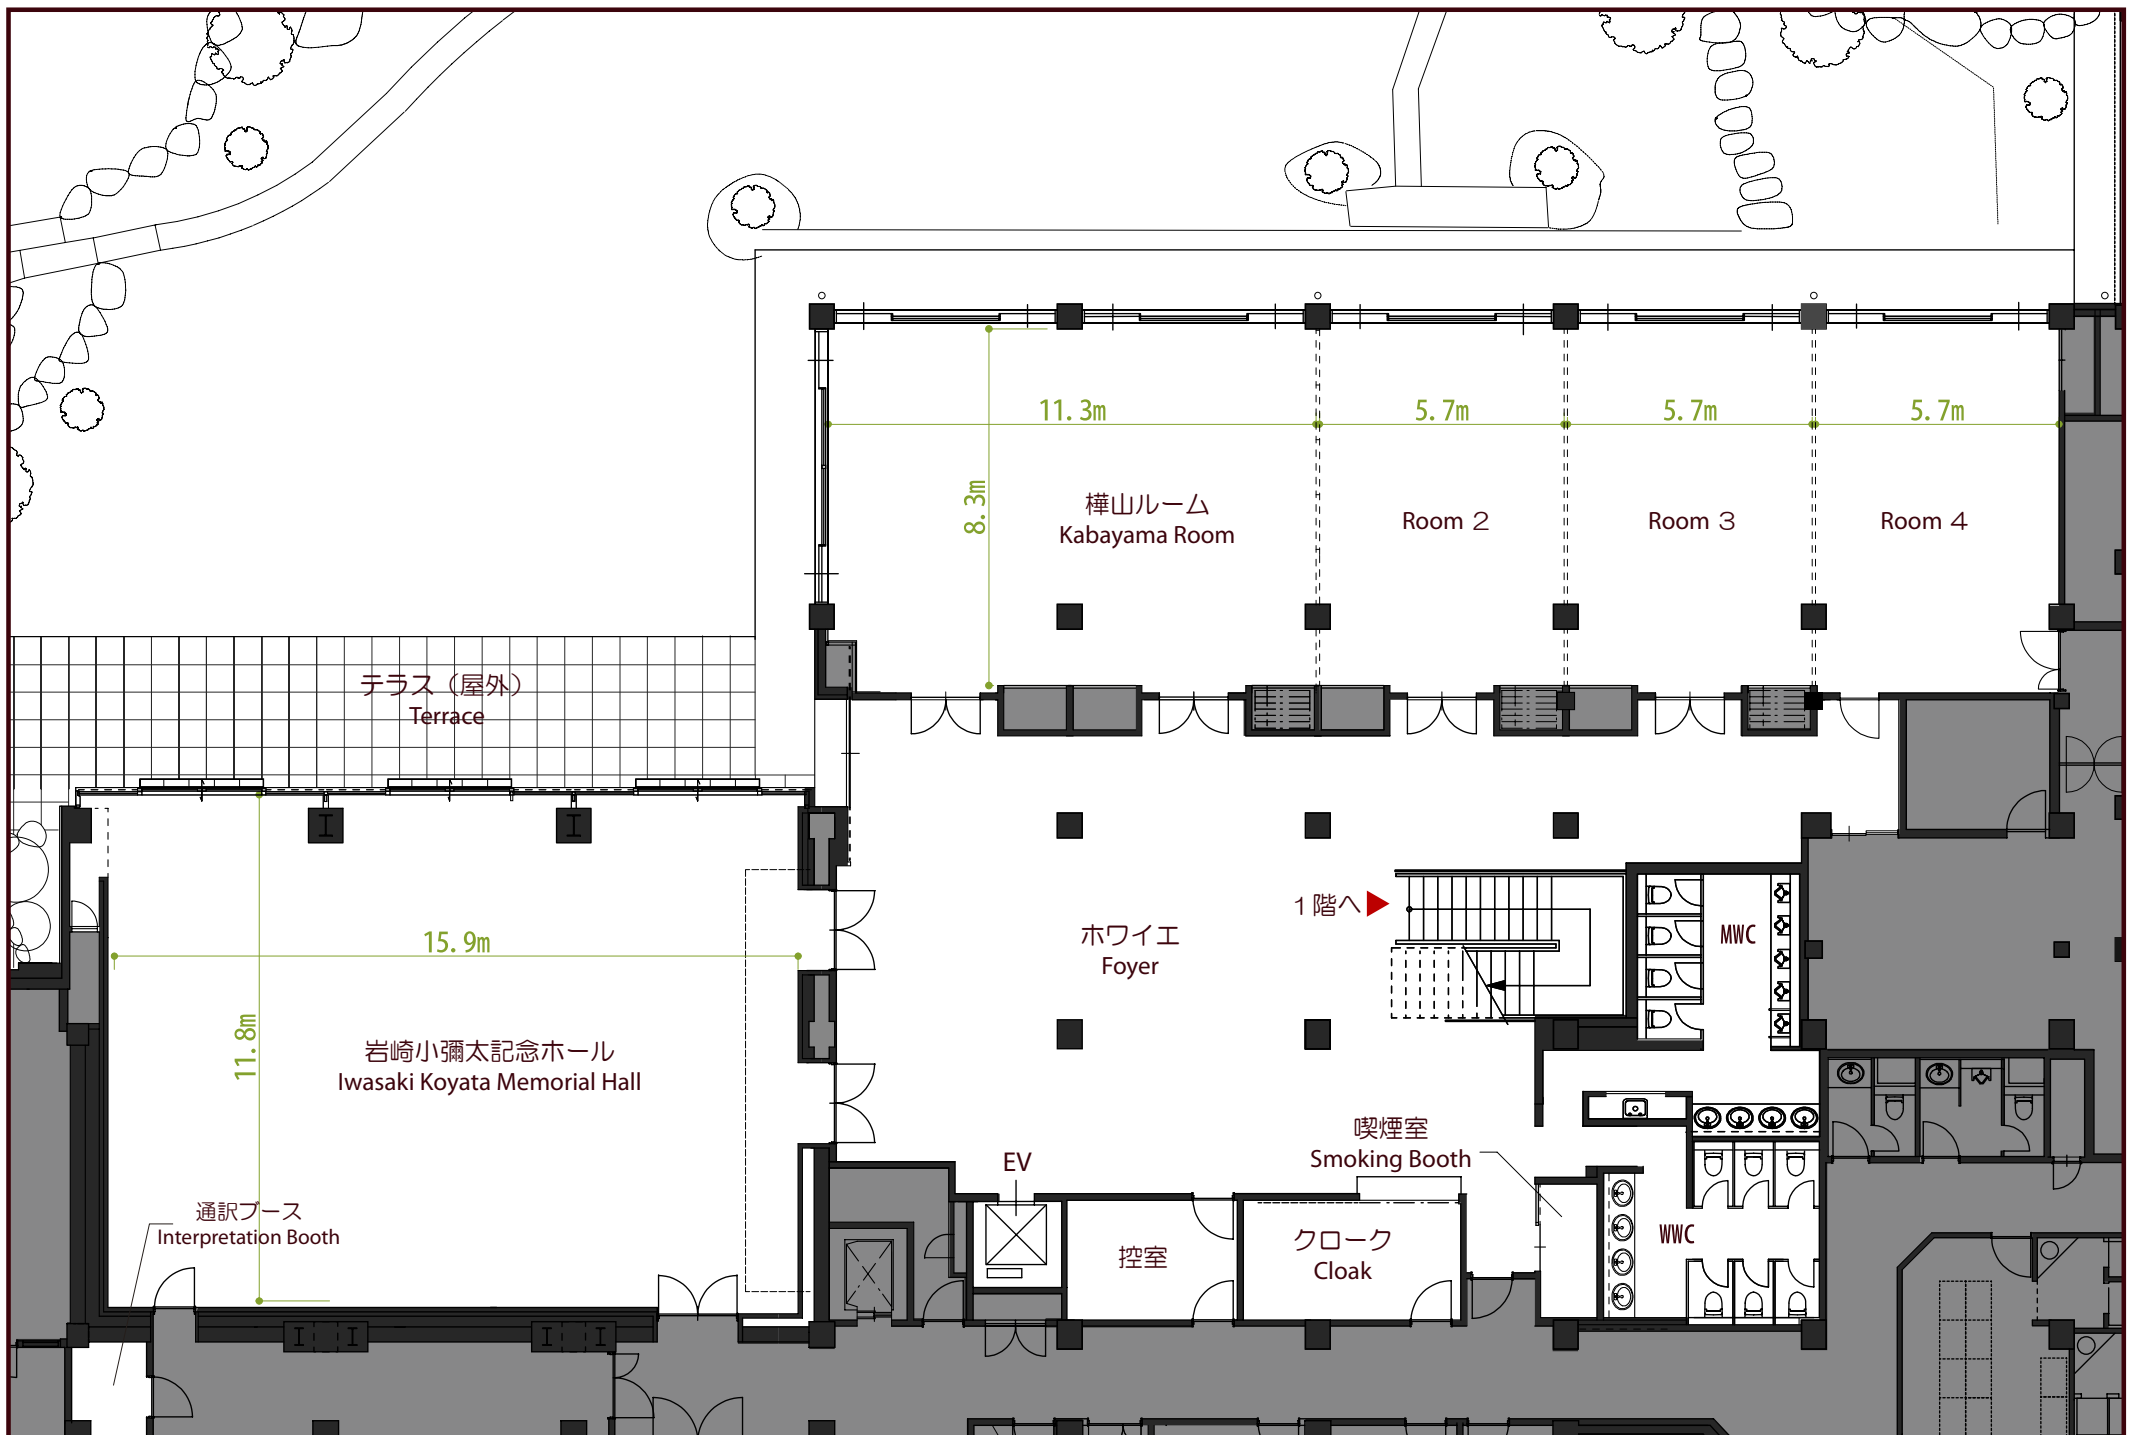 11.3m
5.7m
5.7m
5.7m
8.3m
樺山ルーム
Kabayama Room
Room 2
Room 3
Room 4
テラス（屋外）
Terrace
1階へ
MWC
ホワイエ
Foyer
15.9m
11.8m
岩崎小彌太記念ホール
Iwasaki Koyata Memorial Hall
喫煙室
Smoking Booth
EV
通訳ブース
Interpretation Booth
控室
クローク
Cloak
WWC